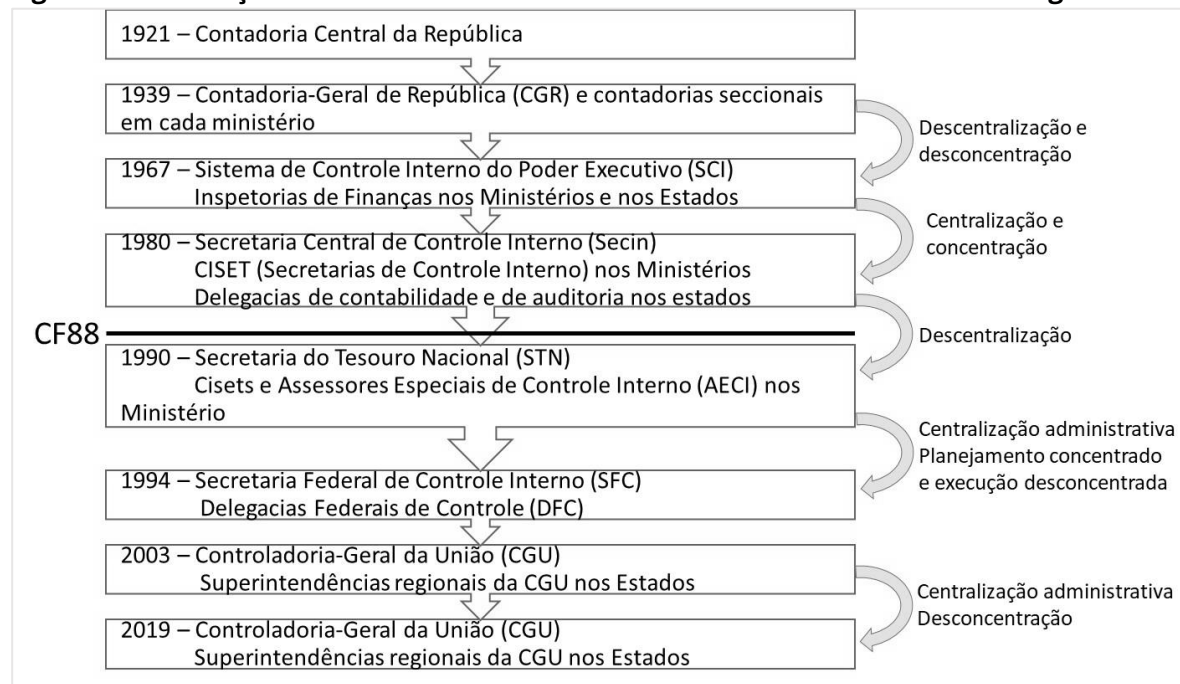 1921 – Contadoria Central da República
1939 – Contadoria-Geral de República (CGR) e contadorias seccionais
em cada ministério
Descentralização e
desconcentração
1967 – Sistema de Controle Interno do Poder Executivo (SCI)
Inspetorias de Finanças nos Ministérios e nos Estados
Centralização e
concentração
1980 – Secretaria Central de Controle Interno (Secin)
CISET (Secretarias de Controle Interno) nos Ministérios
Delegacias de contabilidade e de auditoria nos estados
CF88
Descentralização
1990 – Secretaria do Tesouro Nacional (STN)
Cisets e Assessores Especiais de Controle Interno (AECI) nos
Ministério
Centralização administrativa
Planejamento concentrado
e execução desconcentrada
1994 – Secretaria Federal de Controle Interno (SFC)
Delegacias Federais de Controle (DFC)
2003 – Controladoria-Geral da União (CGU)
Superintendências regionais da CGU nos Estados
Centralização administrativa
Desconcentração
2019 – Controladoria-Geral da União (CGU)
Superintendências regionais da CGU nos Estados